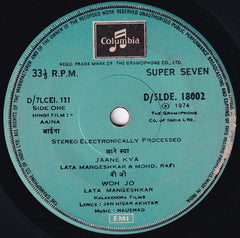 Columbia
REGD. TRADE MARK OF THE GRAMOPHONE CO., LTD.
33⅓ R.P.M.
SUPER SEVEN
D/7LCEI. 131
D/5LDE. 18002
Side One
HINDI FILM :-
AAINA
आईना
℗ 1974
The Gramophone
Co. of India Ltd.
STEREO ELECTRONICALLY PROCESSED
जाने क्या
JAANE KYA
LATA MANGESHKAR & MOHD. RAFI
वो जो
WOH JO
LATA MANGESHKAR
KALAKENDRA FILMS
LYRICS : JAN NISAR AKHTAR
MUSIC : NAUSHAD
EMI